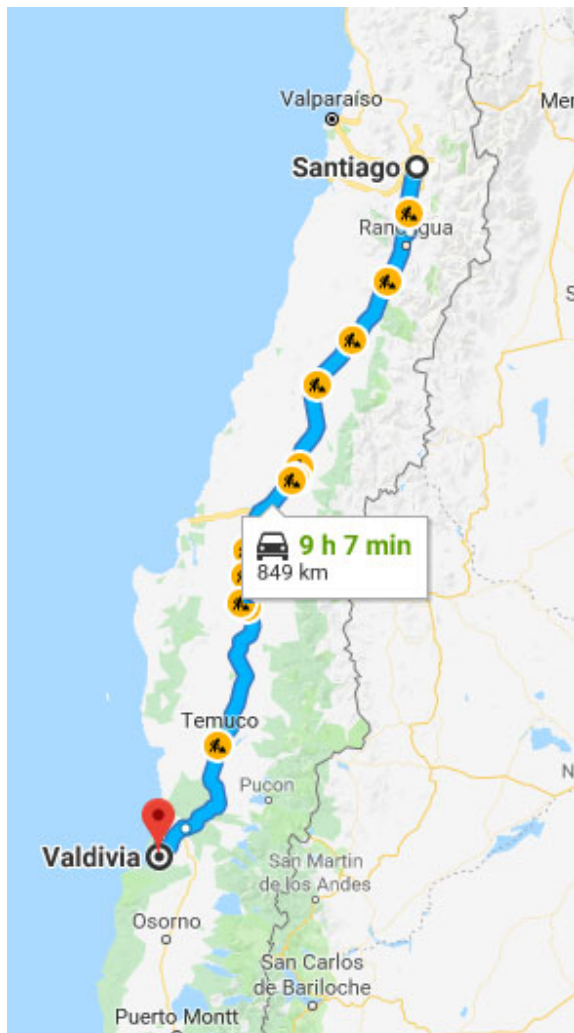 Valparaíso
Mer
Santiago
Rancagua
S
9 h 7 min
849 km
Temuco
N
Pucon
Valdivia
San Martin
de los Andes
Osorno
San Carlos
de Bariloche
Puerto Montt